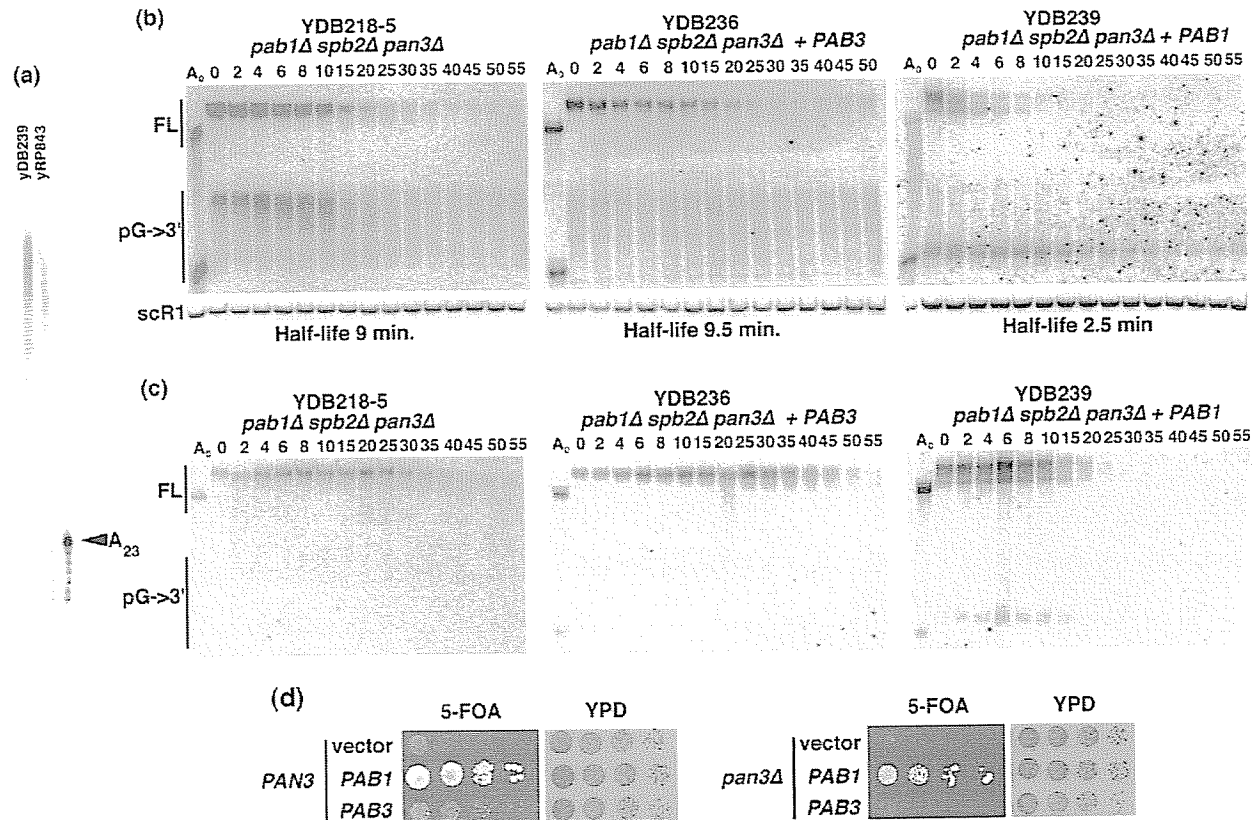 (a)
yDB239
yRP843
A23
(b)
YDB218-5
pab1Δ spb2Δ pan3Δ
A0 0 2 4 6 8 10 15 20 25 30 35 40 45 50 55
FL
pG->3'
scR1
Half-life 9 min.
YDB236
pab1Δ spb2Δ pan3Δ + PAB3
0 2 4 6 8 10 15 20 25 30 35 40 45 50
Half-life 9.5 min.
YDB239
pab1Δ spb2Δ pan3Δ + PAB1
0 2 4 6 8 10 15 20 25 30 35 40 45 50 55
Half-life 2.5 min
(c)
YDB218-5
pab1Δ spb2Δ pan3Δ
0 2 4 6 8 10 15 20 25 30 35 40 45 50 55
FL
pG->3'
YDB236
pab1Δ spb2Δ pan3Δ + PAB3
0 2 4 6 8 10 15 20 25 30 35 40 45 50 55
YDB239
pab1Δ spb2Δ pan3Δ + PAB1
0 2 4 6 8 10 15 20 25 30 35 40 45 50 55
(d)
5-FOA YPD
vector
PAN3 PAB1
PAB3
5-FOA YPD
vector
pan3Δ PAB1
PAB3